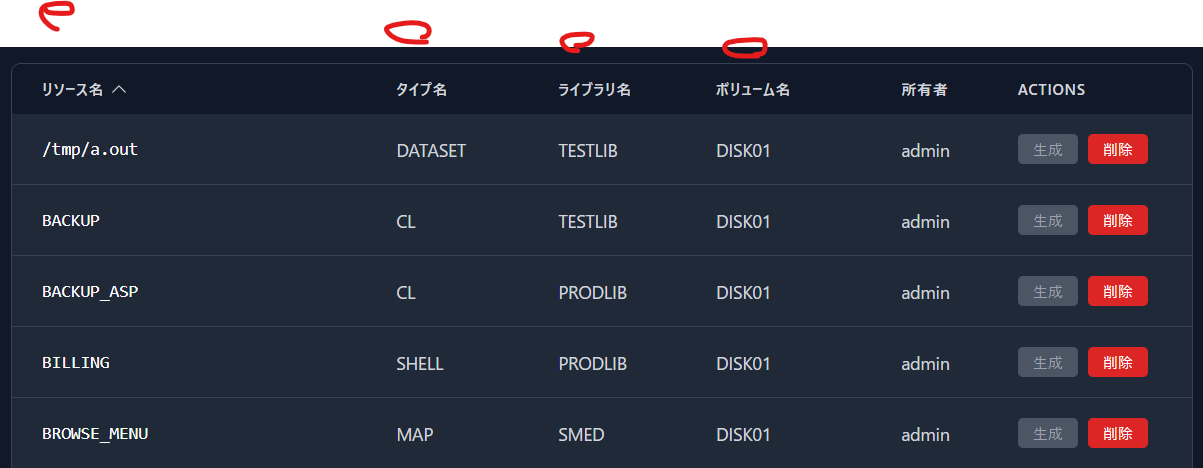 リソース名 タイプ名 ライブラリ名 ボリューム名 所有者 ACTIONS
/tmp/a.out DATASET TESTLIB DISK01 admin 生成 削除
BACKUP CL TESTLIB DISK01 admin 生成 削除
BACKUP_ASP CL PRODLIB DISK01 admin 生成 削除
BILLING SHELL PRODLIB DISK01 admin 生成 削除
BROWSE_MENU MAP SMED DISK01 admin 生成 削除